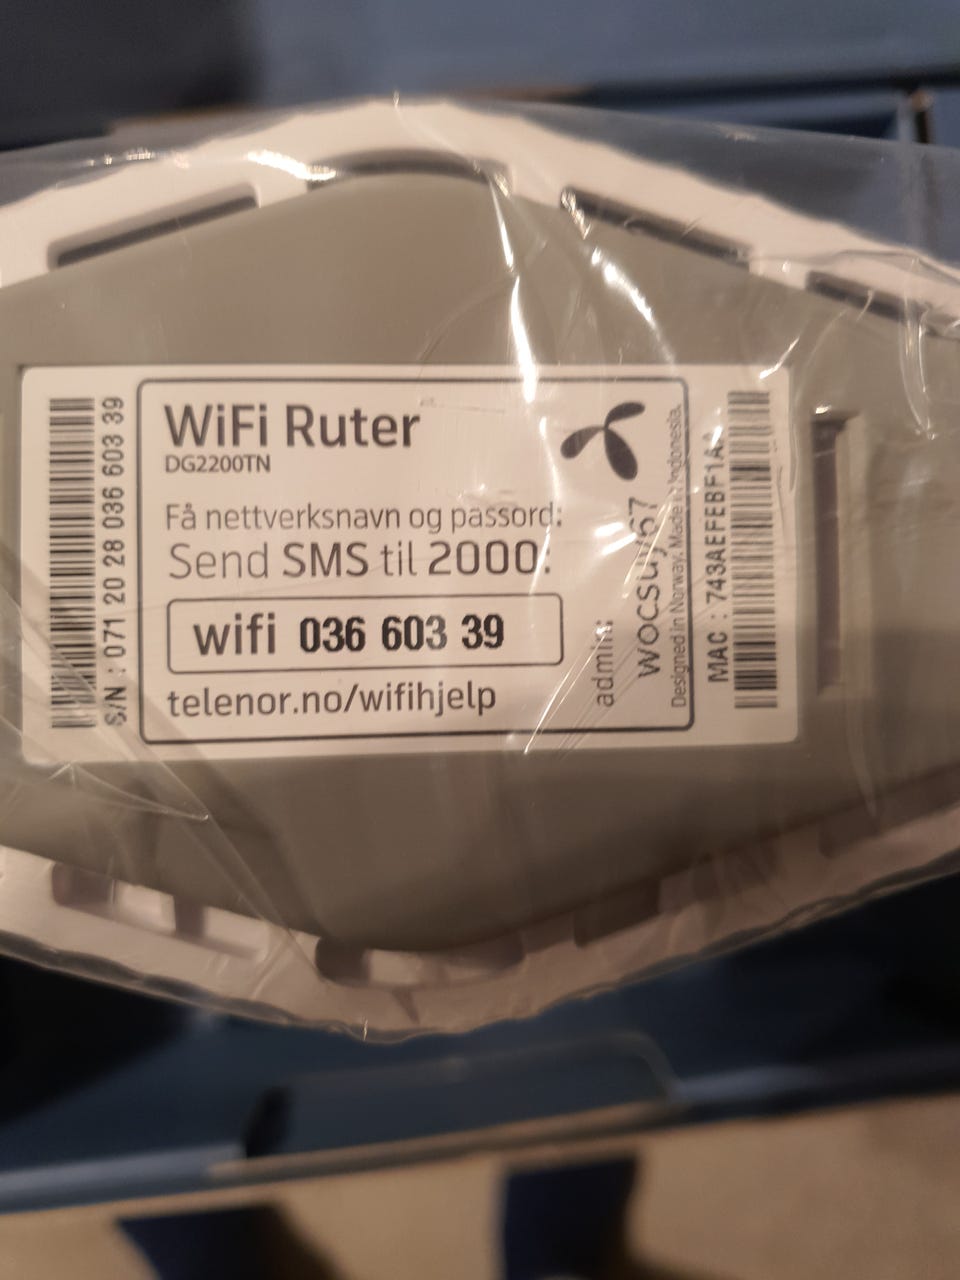 WiFi Ruter
DG2200TN
Få nettverksnavn og passord:
Send SMS til 2000:
wifi 036 603 39
telenor.no/wifihjelp
S/N : 071 20 28 036 603 39
admin:
Designed in Norway, Made in Indonesia.
MAC : 743AEFEBF1A